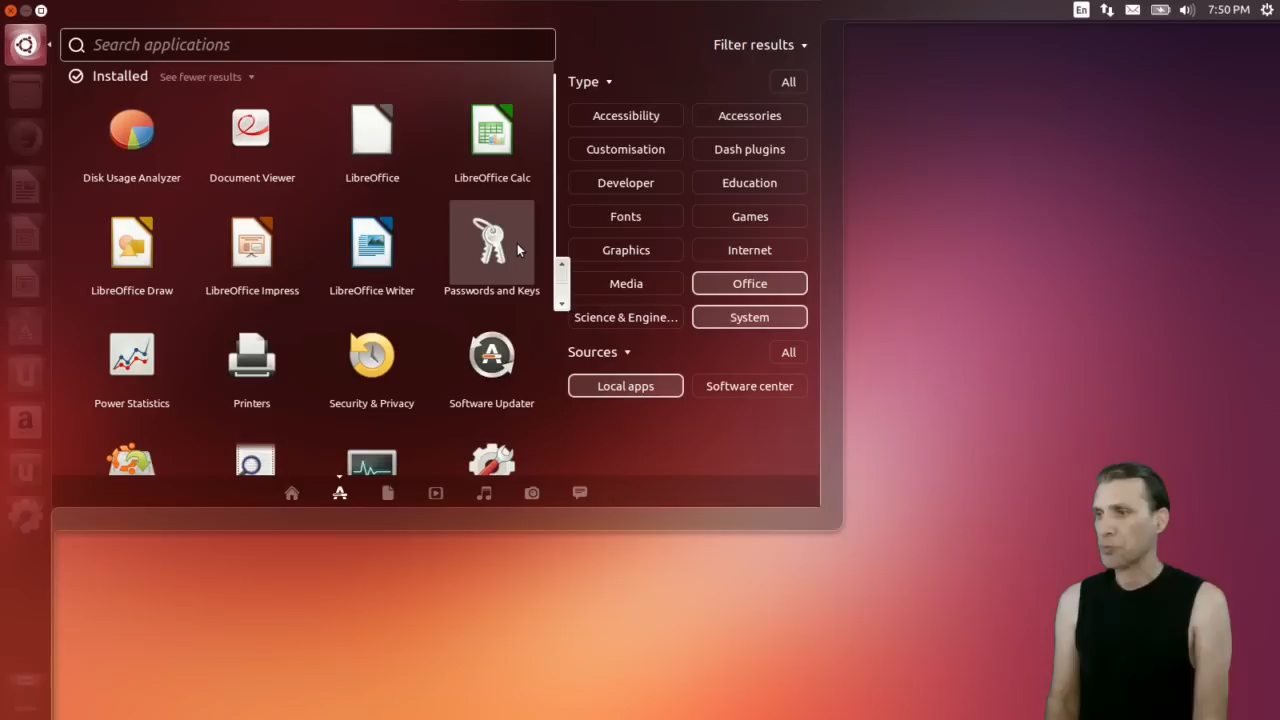 En 7:50 PM
Search applications
Filter results
Installed See fewer results
Type All
Disk Usage Analyzer Document Viewer LibreOffice LibreOffice Calc
Accessibility Accessories
Customisation Dash plugins
Developer Education
Fonts Games
Graphics Internet
Media Office
Science & Engine... System
LibreOffice Draw LibreOffice Impress LibreOffice Writer Passwords and Keys
Sources All
Local apps Software center
Power Statistics Printers Security & Privacy Software Updater